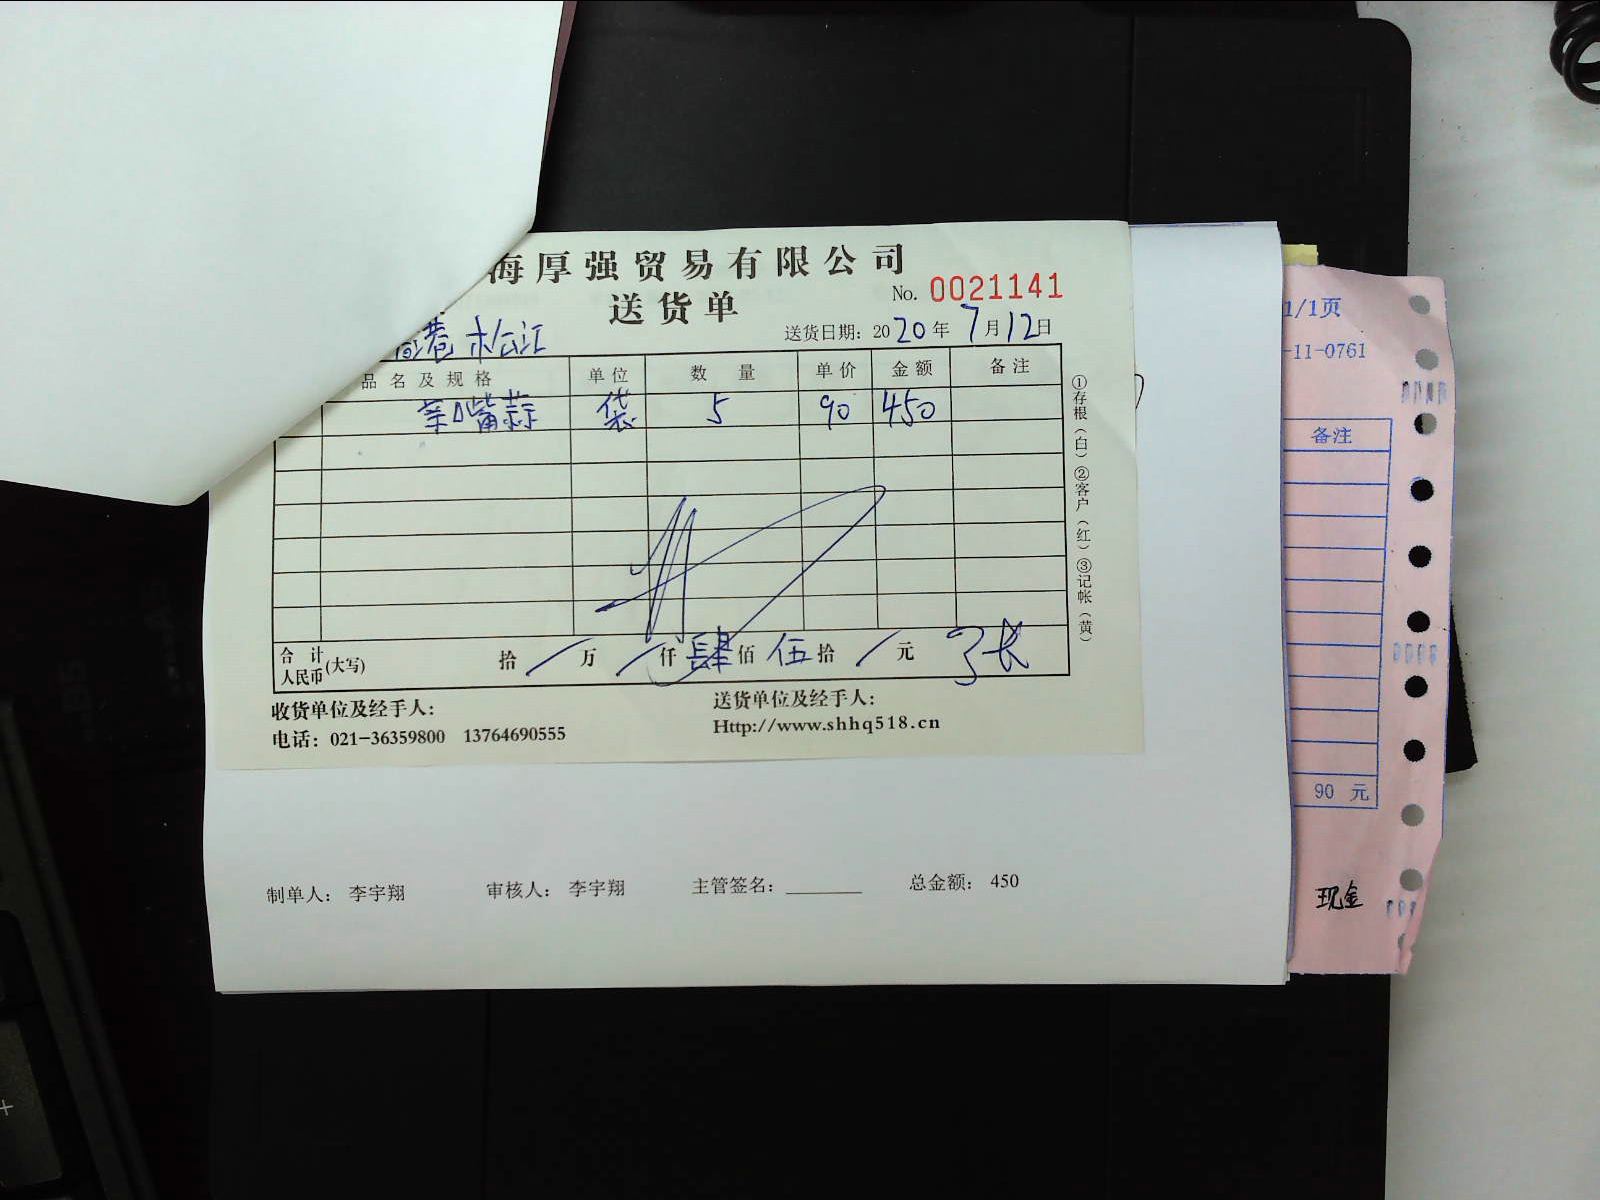 海厚强贸易有限公司
送货单
No. 0021141
港 松江
送货日期: 2020年7月12日
品名及规格 单位 数量 单价 金额 备注
嘴蒜 袋 5 90 450
合计
人民币(大写) 拾/万/仟肆佰伍拾/元
收货单位及经手人:
送货单位及经手人:
电话: 021-36359800 13764690555
Http://www.shhq518.cn
①存根(白)②客户(红)③记帐(黄)
制单人: 李宇翔 审核人: 李宇翔 主管签名: ________ 总金额: 450
1/1页
-11-0761
备注
90 元
现金